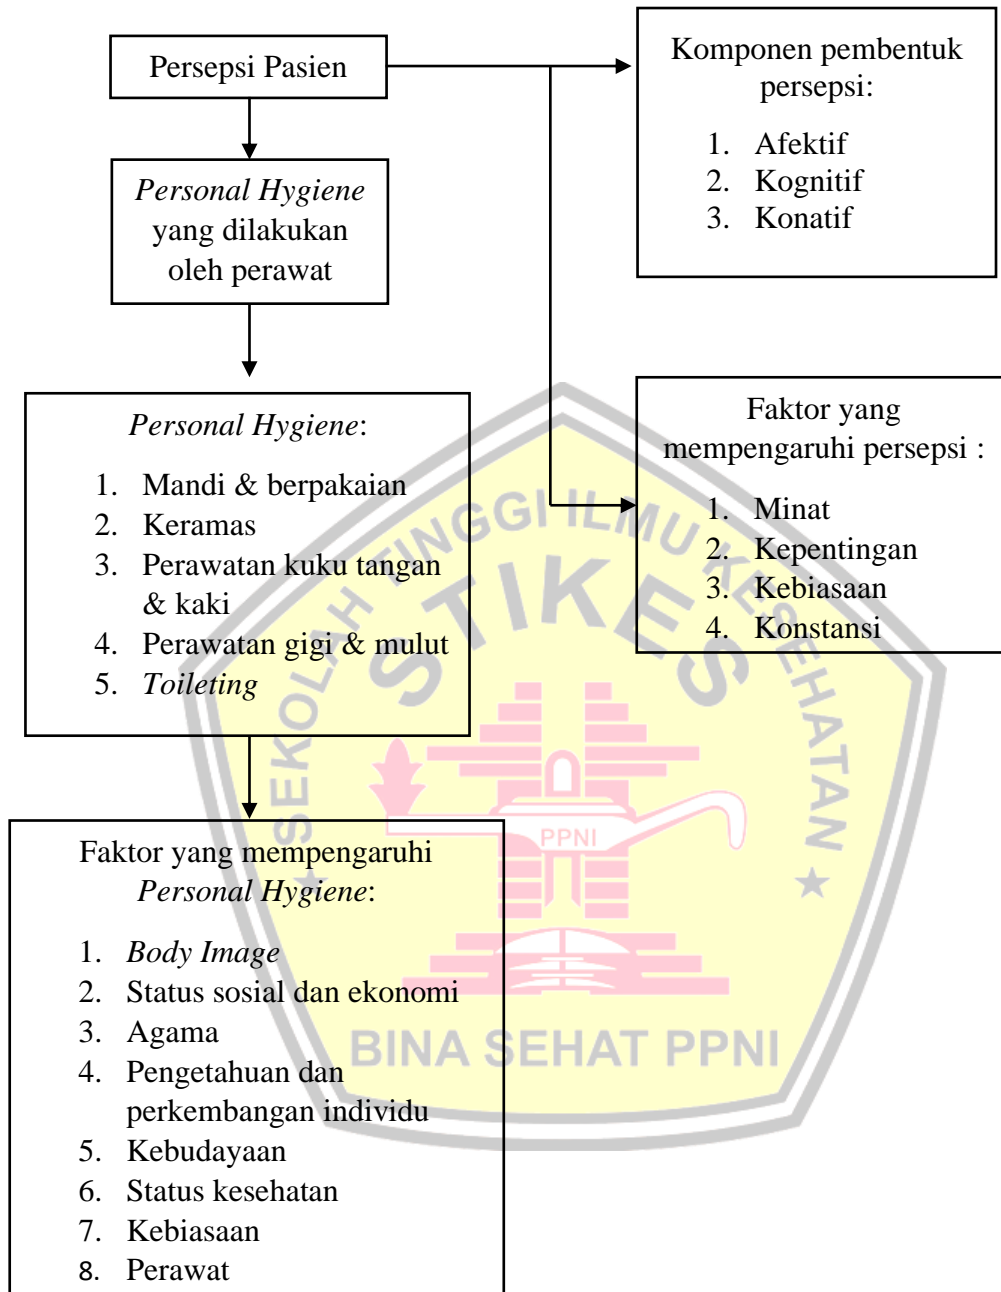 Persepsi Pasien
Komponen pembentuk
persepsi:
1. Afektif
2. Kognitif
3. Konatif
Personal Hygiene
yang dilakukan
oleh perawat
Personal Hygiene:
1. Mandi & berpakaian
2. Keramas
3. Perawatan kuku tangan
& kaki
4. Perawatan gigi & mulut
5. Toileting
Faktor yang
mempengaruhi persepsi :
1. Minat
2. Kepentingan
3. Kebiasaan
4. Konstansi
Faktor yang mempengaruhi
Personal Hygiene:
1. Body Image
2. Status sosial dan ekonomi
3. Agama
4. Pengetahuan dan
perkembangan individu
5. Kebudayaan
6. Status kesehatan
7. Kebiasaan
8. Perawat
SEKOLAH TINGGI ILMU KESEHATAN
STIKES
PPNI
BINA SEHAT PPNI